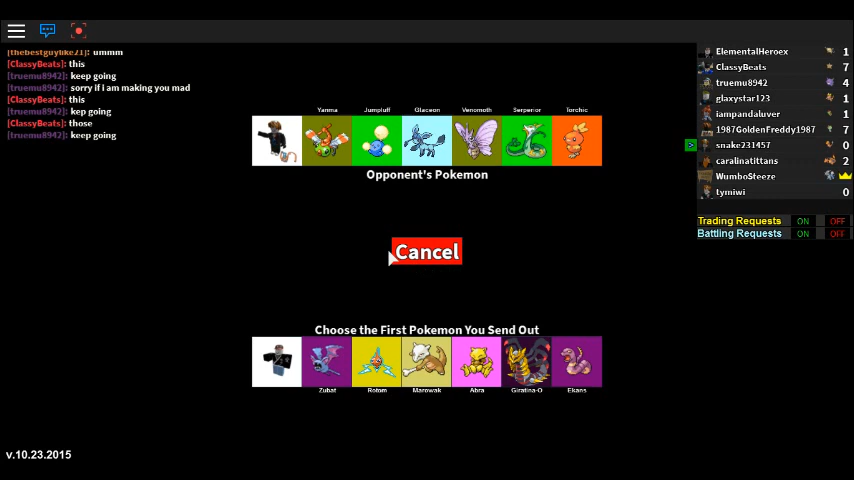 [thebestguylike21]: ummm
[ClassyBeats]: this
[truemu8942]: keep going
[truemu8942]: sorry if i am making you mad
[ClassyBeats]: this
[truemu8942]: kep going
[ClassyBeats]: those
[truemu8942]: keep going
Yanma Jumpluff Glaceon Venomoth Serperior Torchic
Opponent's Pokemon
Cancel
Choose the First Pokemon You Send Out
Zubat Rotom Marowak Abra Giratina-O Ekans
ElementalHeroex 1
ClassyBeats 7
truemu8942 4
glaxystar123 1
iampandaluver 1
1987GoldenFreddy1987 7
> snake231457 0
caralinatittans 2
WumboSteeze
tymiwi 0
Trading Requests ON OFF
Battling Requests ON OFF
v.10.23.2015